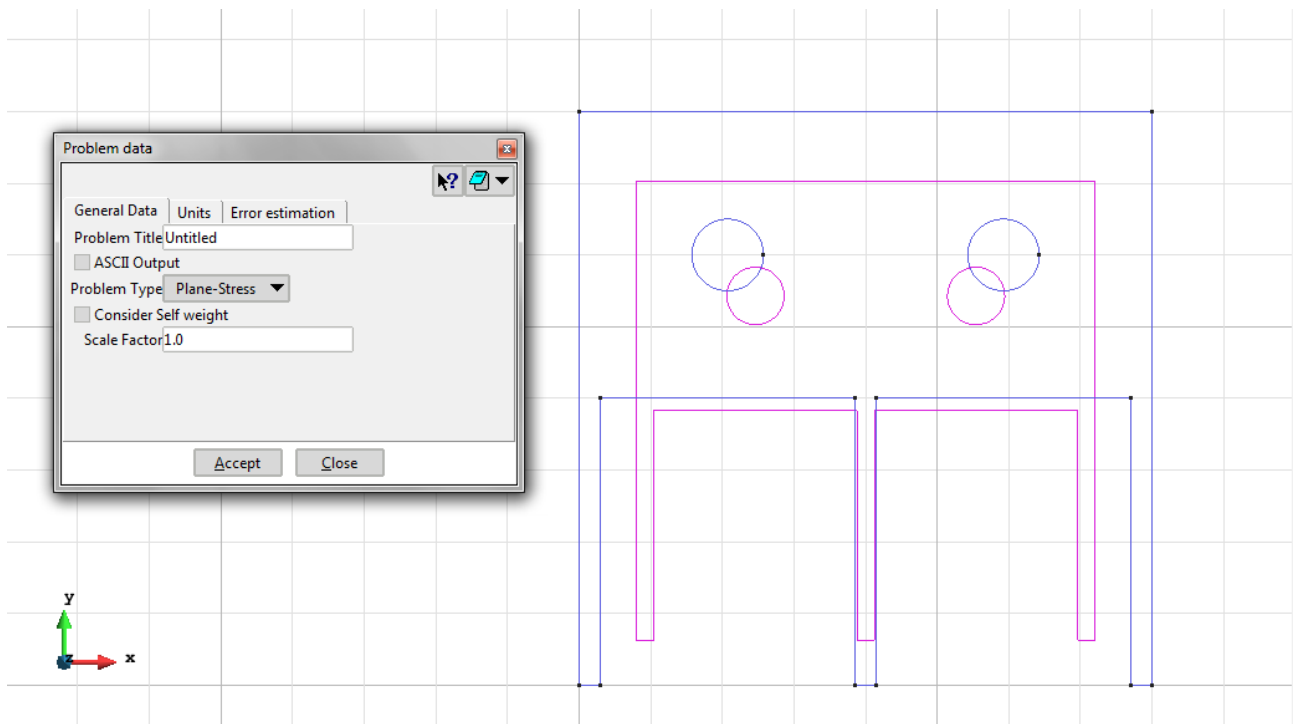 Problem data
General Data Units Error estimation
Problem Title Untitled
ASCII Output
Problem Type Plane-Stress
Consider Self weight
Scale Factor 1.0
Accept Close
y
z x